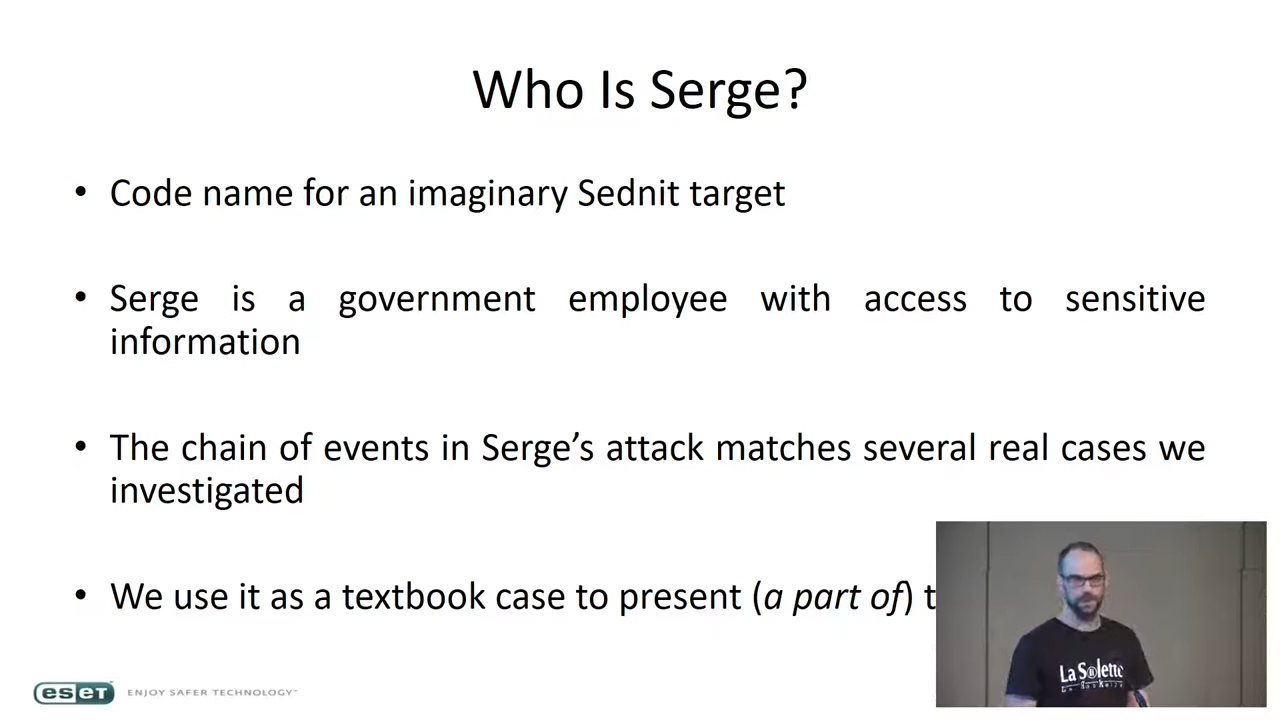 Who Is Serge?
• Code name for an imaginary Sednit target
• Serge is a government employee with access to sensitive
information
• The chain of events in Serge’s attack matches several real cases we
investigated
• We use it as a textbook case to present (a part of) t
eseT ENJOY SAFER TECHNOLOGY™
La S